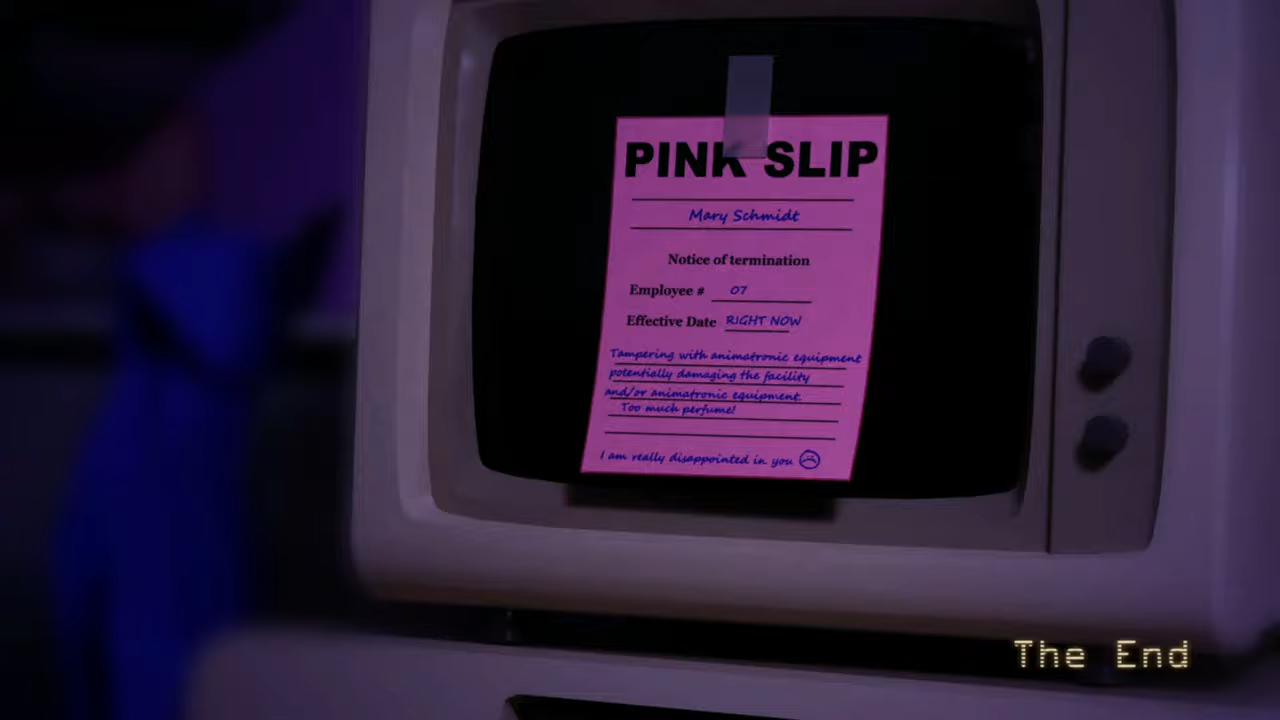 PINK SLIP
Mary Schmidt
Notice of termination
Employee # 07
Effective Date RIGHT NOW
Tampering with animatronic equipment
potentially damaging the facility
and/or animatronic equipment.
Too much perfume!
I am really disappointed in you
The End